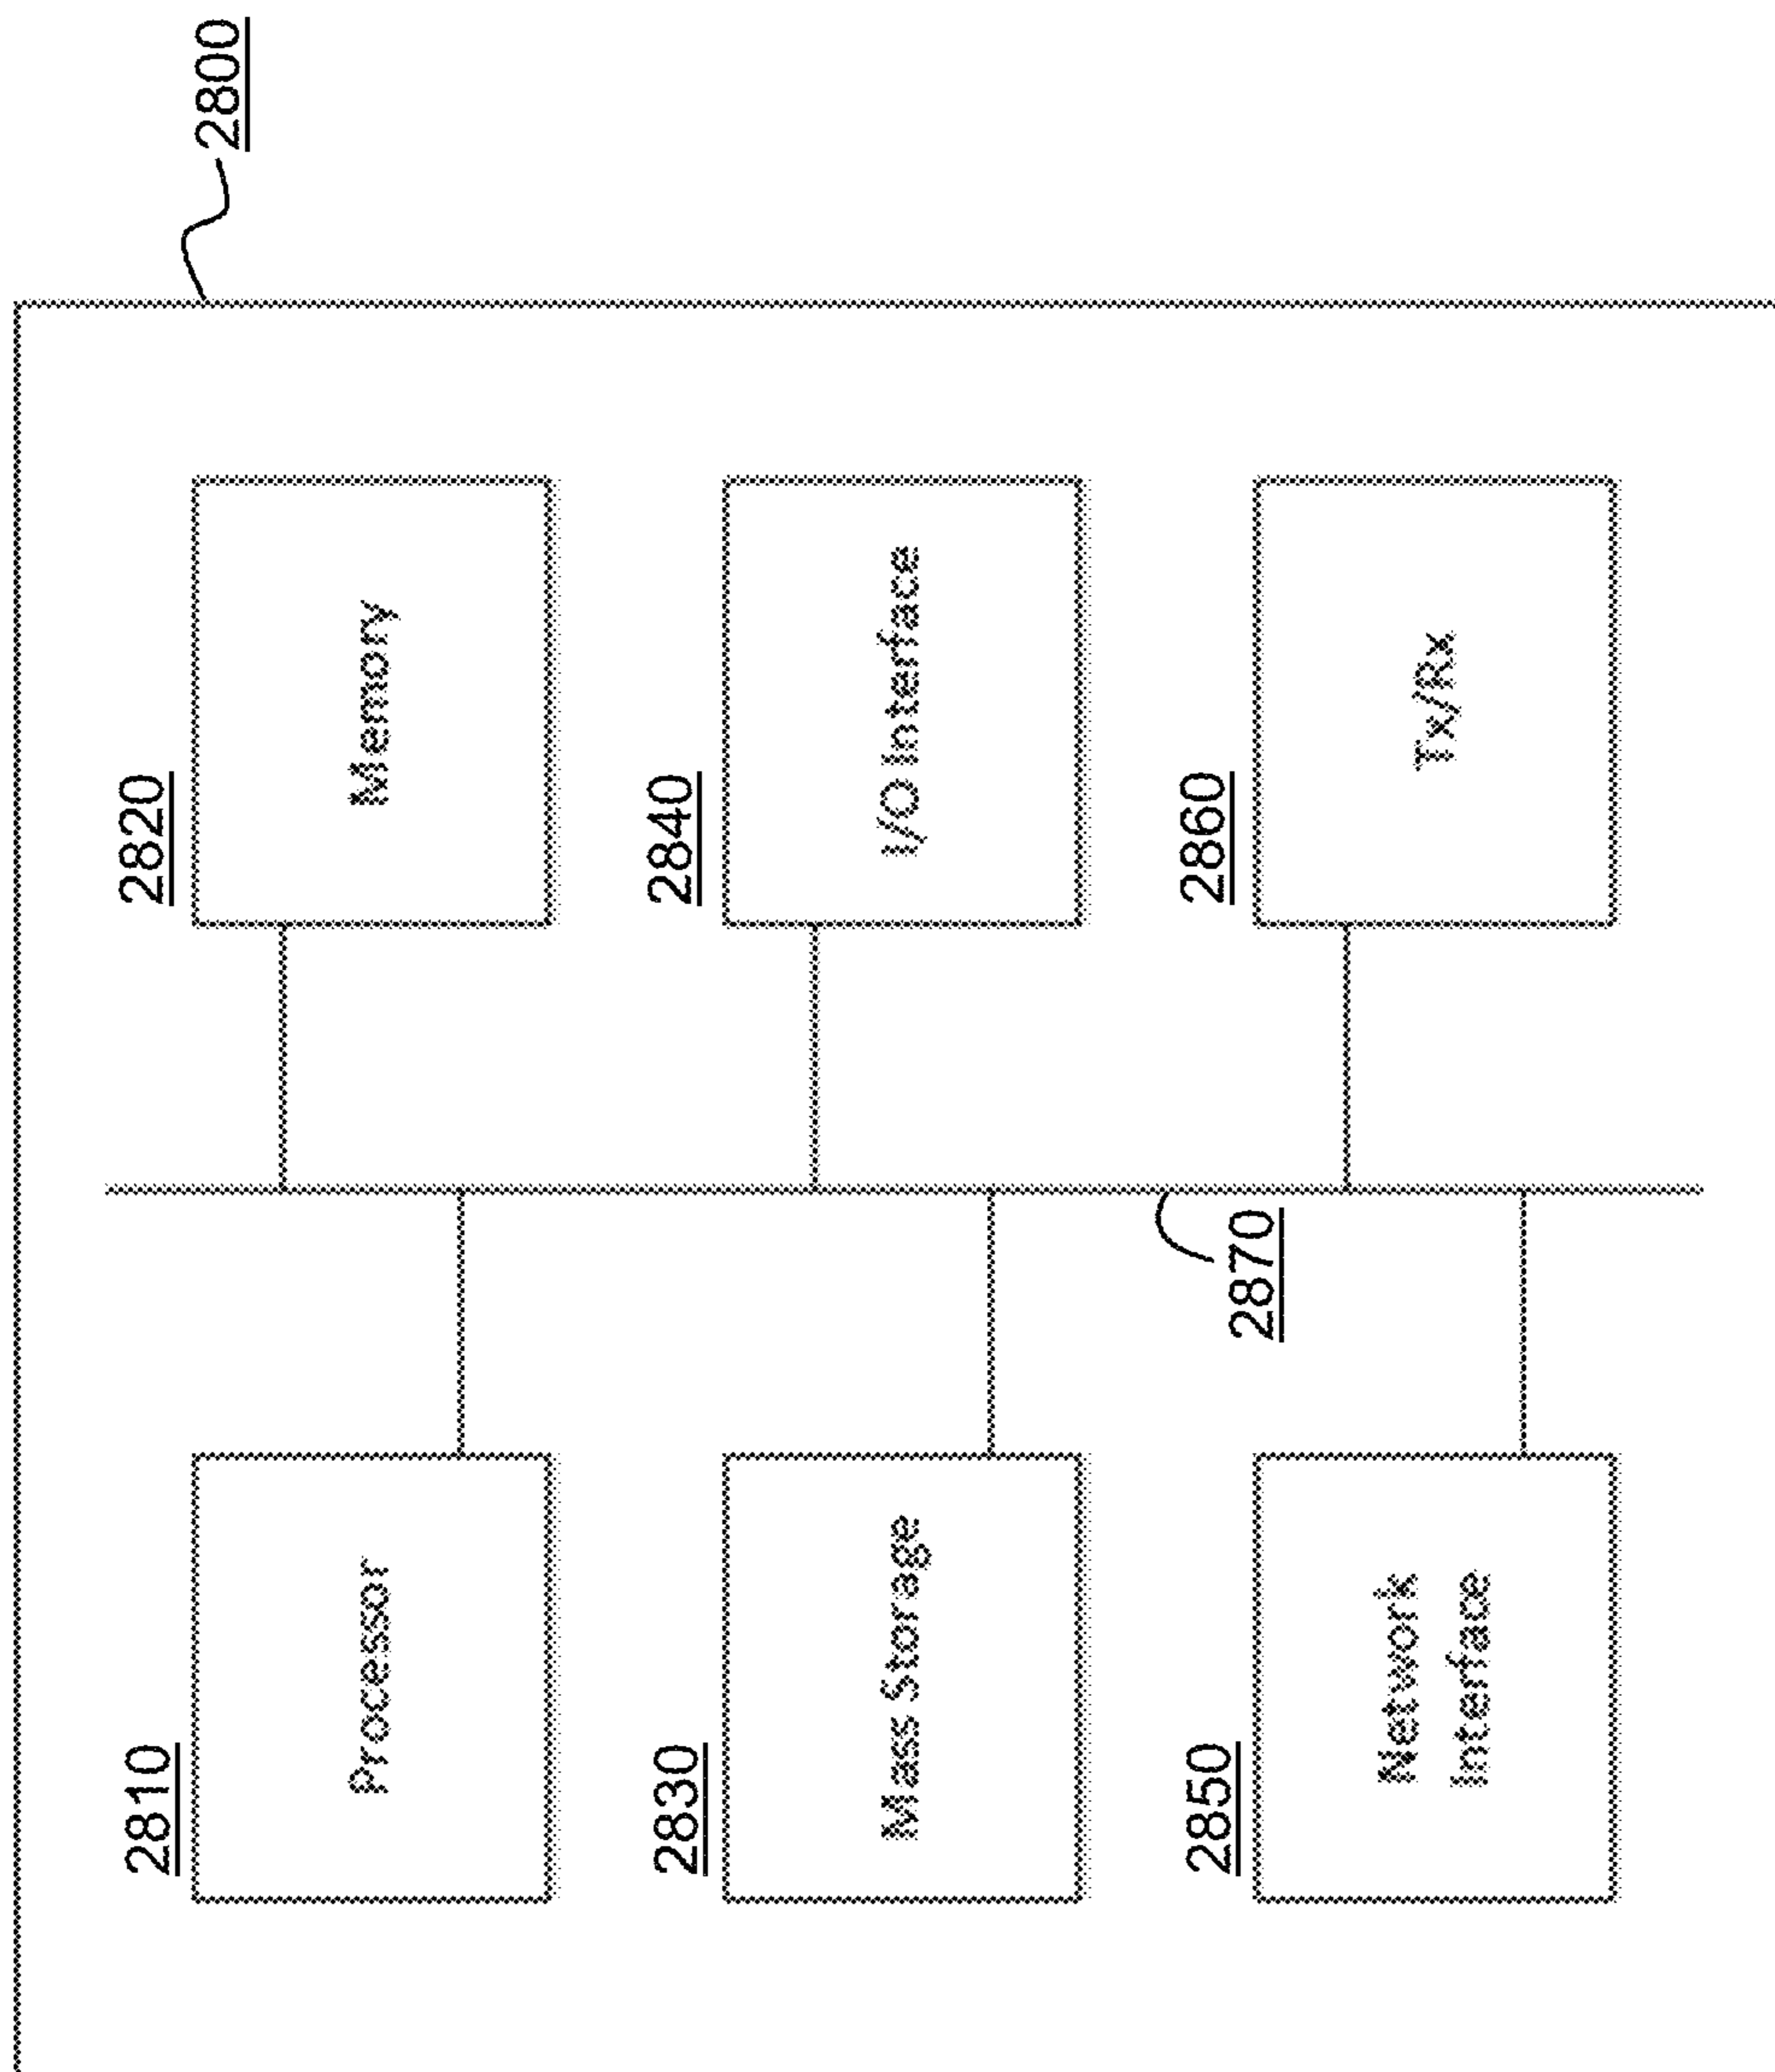 2800
2810
Processor
2820
Memory
2830
Mass Storage
2840
I/O Interface
2870
2850
Network
Interface
2860
Tx/Rx